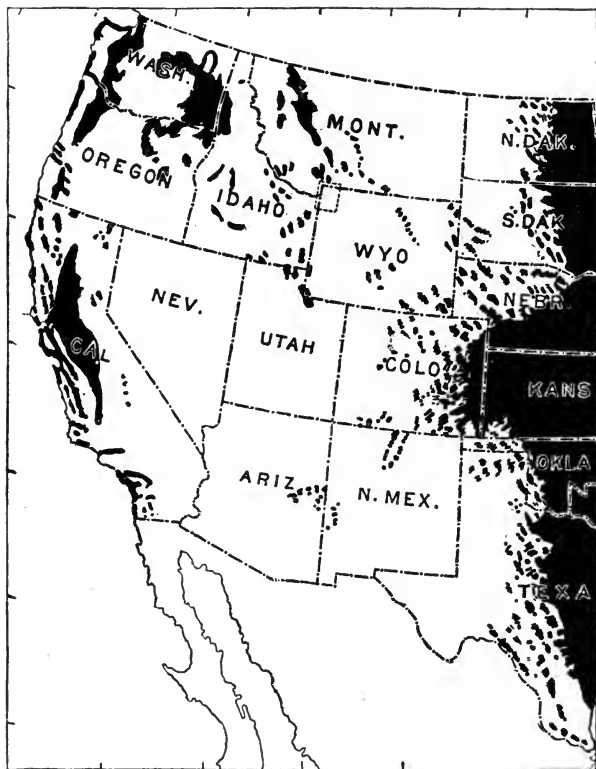 WASH.
MONT.
N. DAK.
OREGON
IDAHO
S. DAK
WYO
NEBR.
NEV.
UTAH
CAL
COLO
KANS
ARIZ
N. MEX.
OKLA
TEXA